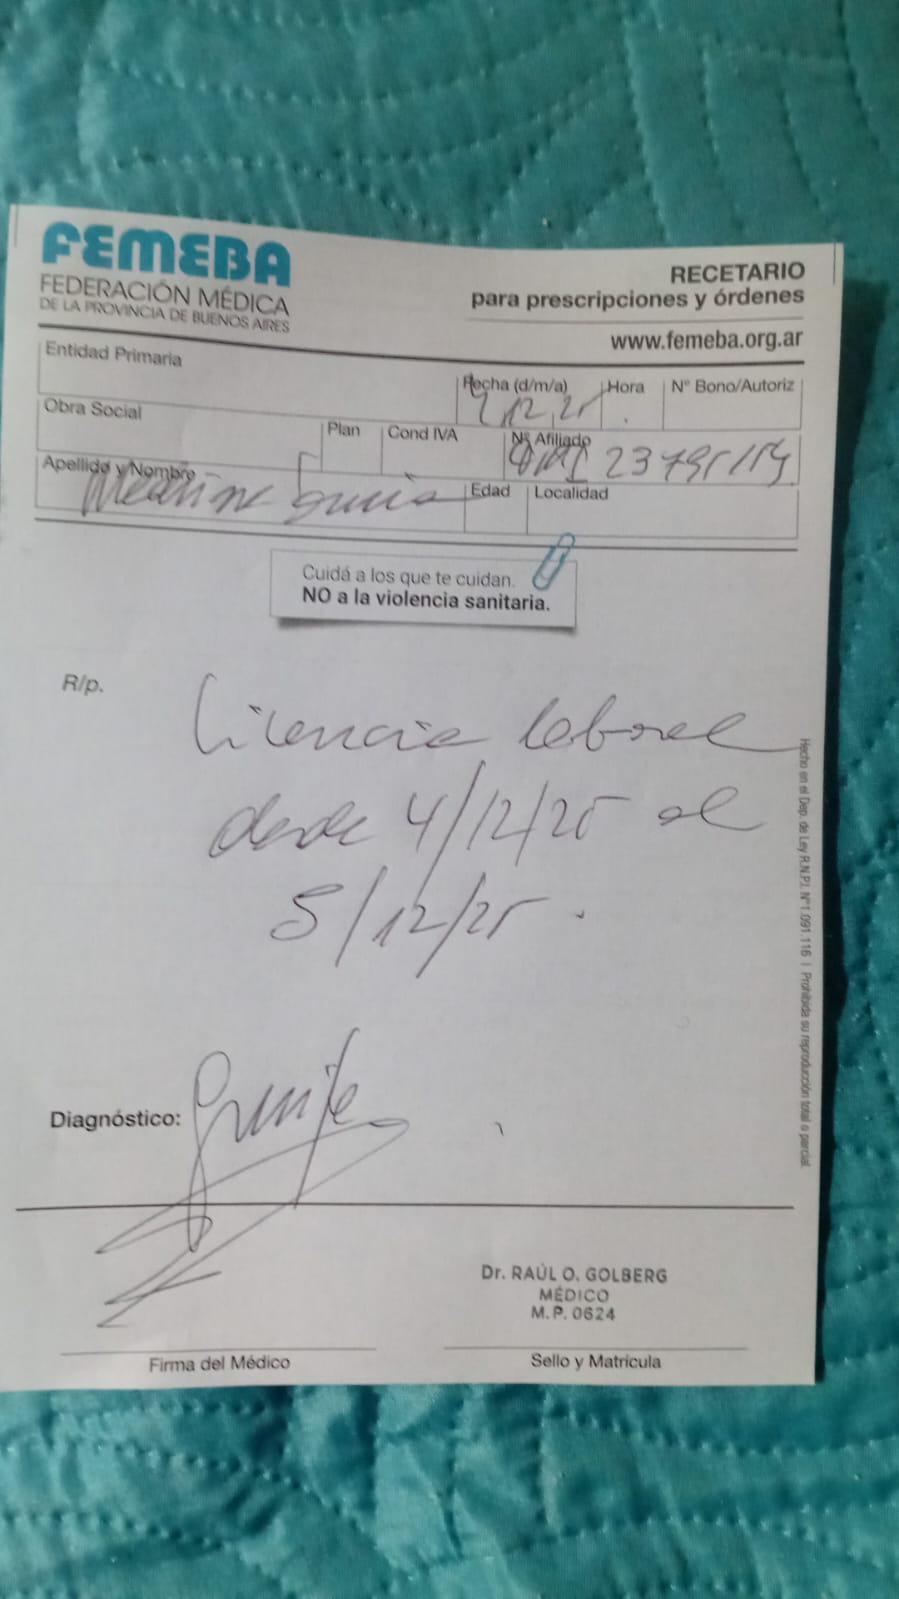 FEMEBA
FEDERACIÓN MÉDICA
DE LA PROVINCIA DE BUENOS AIRES
RECETARIO
para prescripciones y órdenes
www.femeba.org.ar
Entidad Primaria
Fecha (d/m/a) Hora N° Bono/Autoriz
12 25
Obra Social
Plan Cond IVA Nº Afiliado
Apellido y Nombre Edad Localidad
Cuidá a los que te cuidan.
NO a la violencia sanitaria.
R/p.
Licencia laboral
desde 4/12/25 al
5/12/25.
Diagnóstico:
Dr. RAÚL O. GOLBERG
MÉDICO
M.P. 0624
Firma del Médico Sello y Matrícula
Hecho en el Dep. de Ley R.N.P.I. N°1.091.116 | Prohibida su reproducción total o parcial.